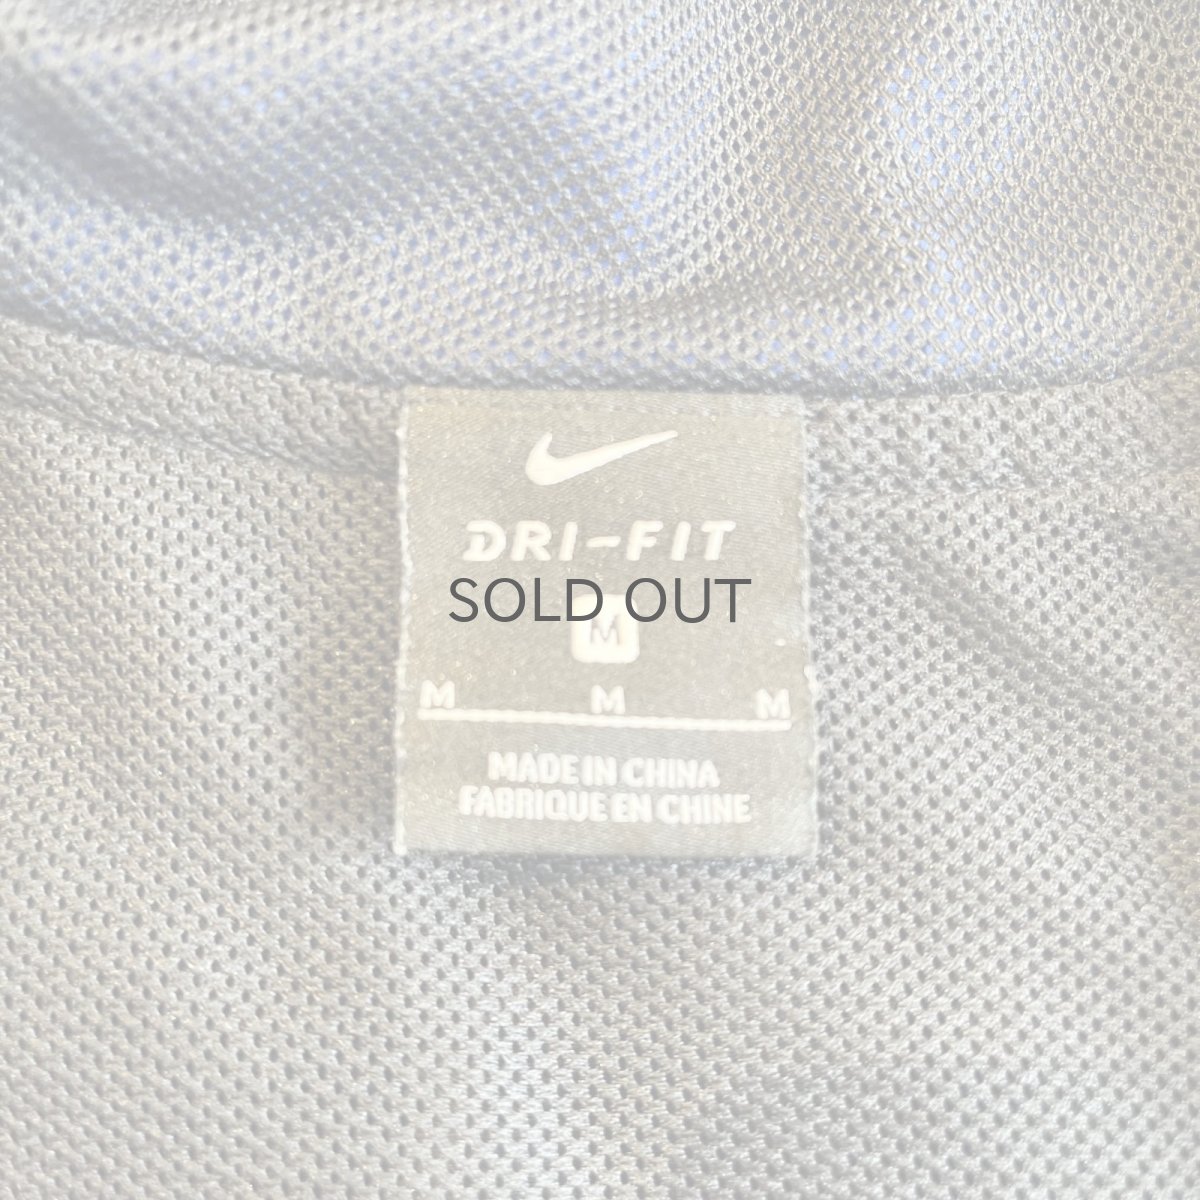 DRI-FIT
SOLD OUT
M
M M M
MADE IN CHINA
FABRIQUE EN CHINE